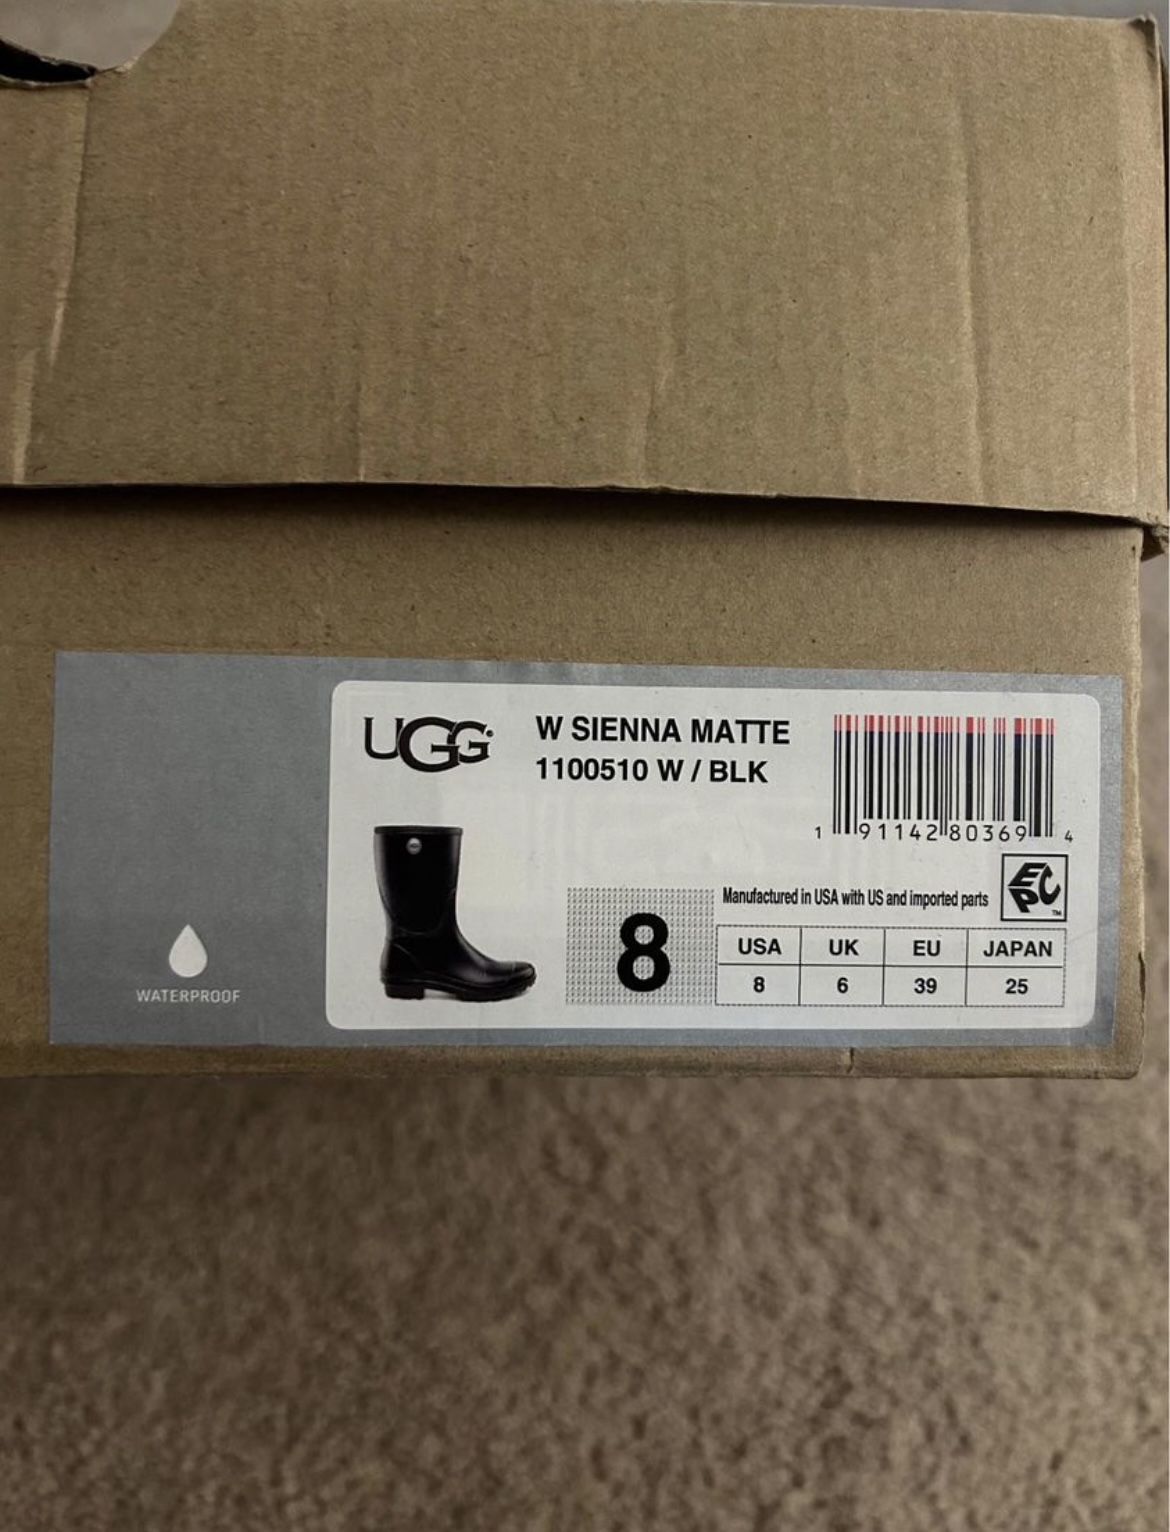 UGG®
W SIENNA MATTE
1100510 W / BLK
1 91142 80369 4
Manufactured in USA with US and imported parts
EPC™
8
USA UK EU JAPAN
8 6 39 25
WATERPROOF